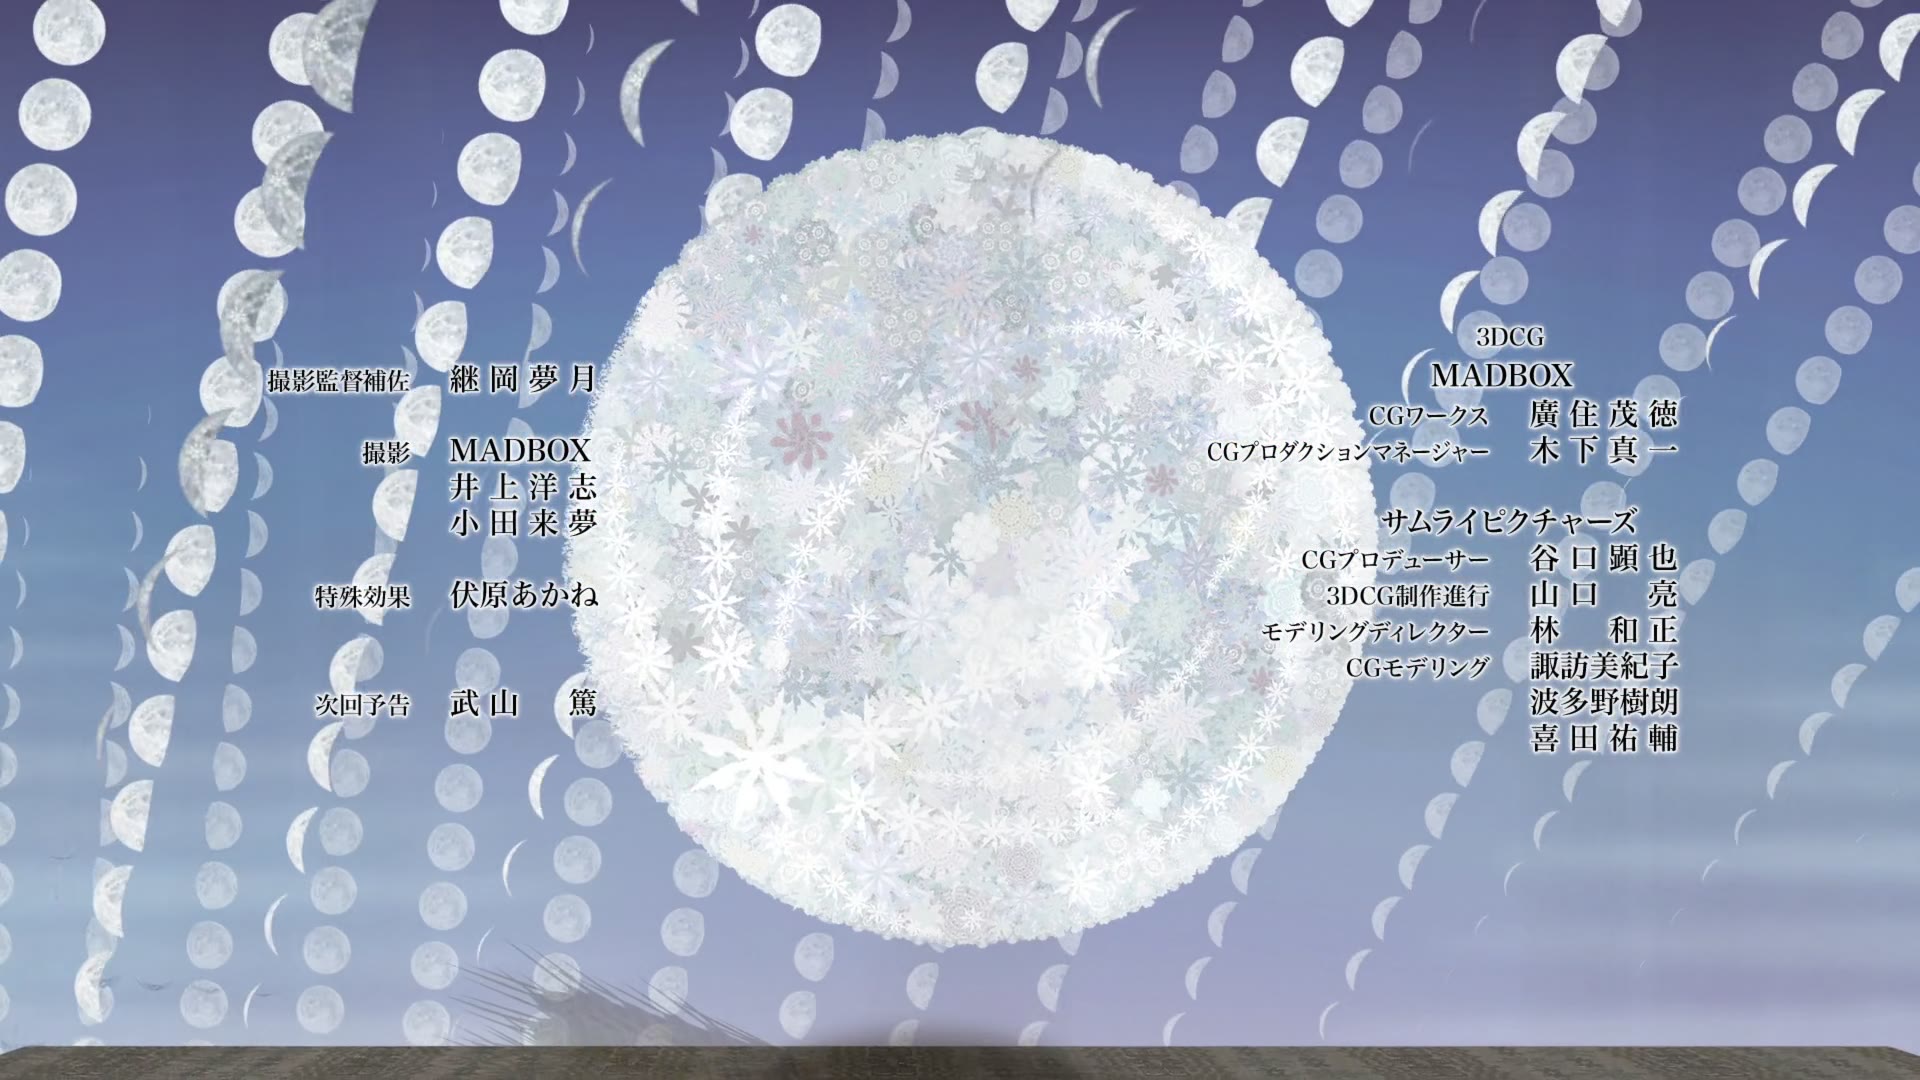 撮影監督補佐 継岡夢月
撮影 MADBOX
井上洋志
小田来夢
特殊効果 伏原あかね
次回予告 武山 篤
3DCG
MADBOX
CGワークス 廣住茂徳
CGプロダクションマネージャー 木下真一
サムライピクチャーズ
CGプロデューサー 谷口顕也
3DCG制作進行 山口 亮
モデリングディレクター 林 和正
CGモデリング 諏訪美紀子
波多野樹朗
喜田祐輔